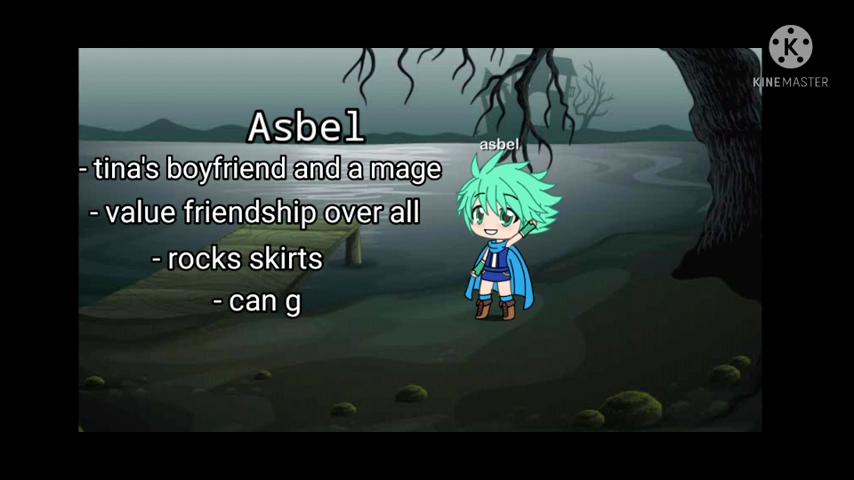 KINEMASTER
Asbel
asbel
- tina's boyfriend and a mage
- value friendship over all
- rocks skirts
- can g